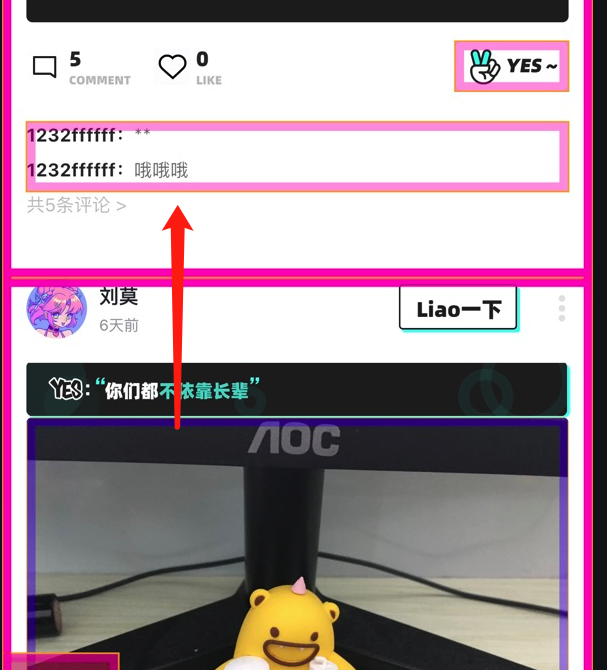 5
COMMENT
0
LIKE
YES ~
1232ffffff: **
1232ffffff: 哦哦哦
共5条评论 >
刘莫
6天前
Liao一下
YES:“你们都不依靠长辈”
AOC